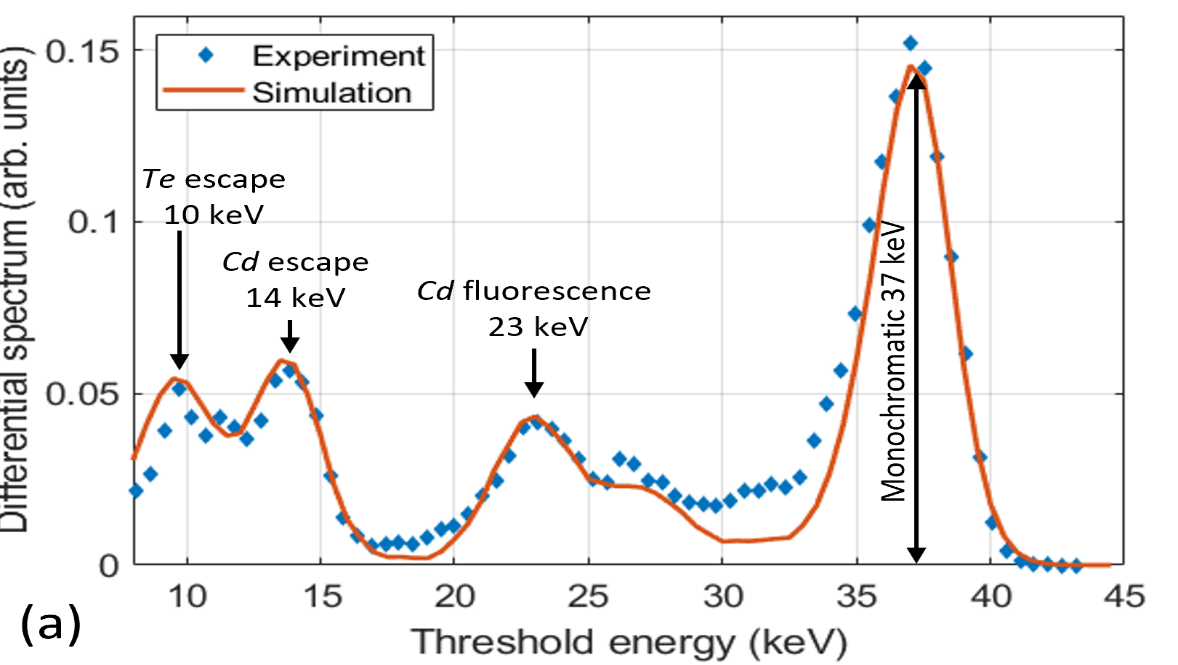 Differential spectrum (arb. units)
0.15
0.1
0.05
0
Experiment
Simulation
Te escape
10 keV
Cd escape
14 keV
Cd fluorescence
23 keV
Monochromatic 37 keV
10 15 20 25 30 35 40 45
Threshold energy (keV)
(a)